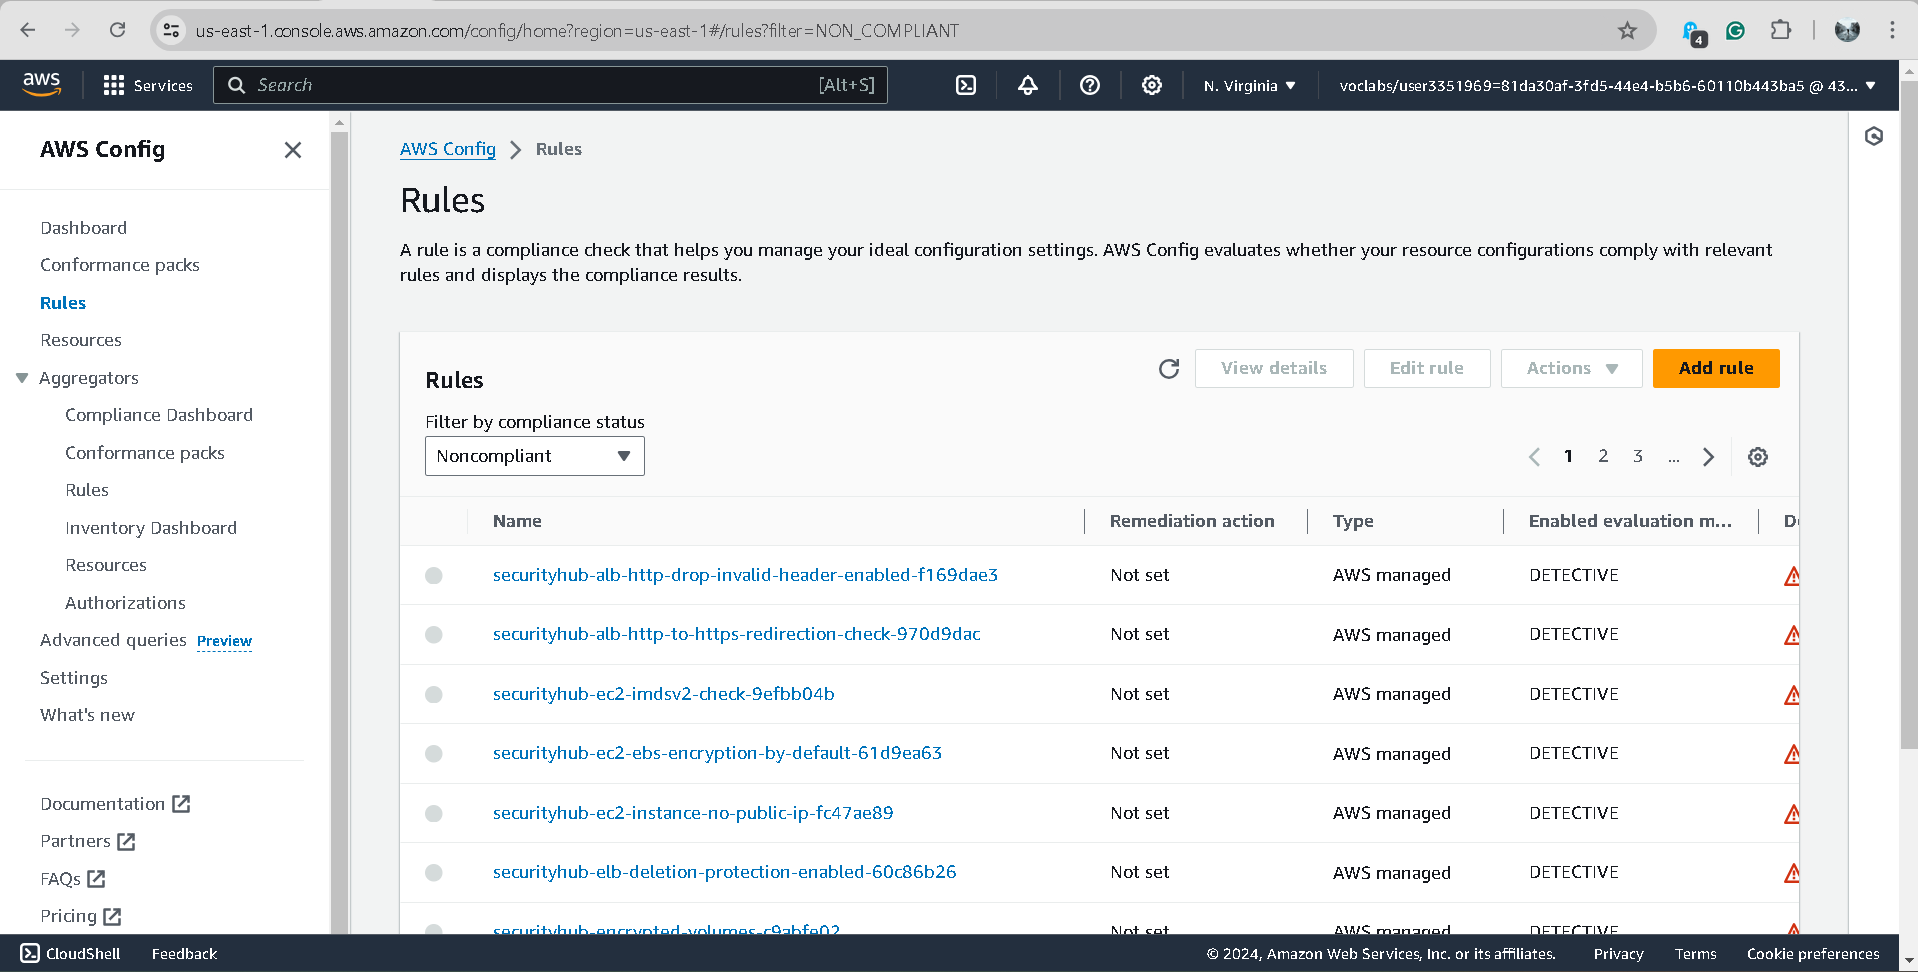 us-east-1.console.aws.amazon.com/config/home?region=us-east-1#/rules?filter=NON_COMPLIANT
4
aws
Services
Search
[Alt+S]
N. Virginia
voclabs/user3351969=81da30af-3fd5-44e4-b5b6-60110b443ba5 @ 43...
AWS Config
Dashboard
Conformance packs
Rules
Resources
Aggregators
Compliance Dashboard
Conformance packs
Rules
Inventory Dashboard
Resources
Authorizations
Advanced queries Preview
Settings
What's new
Documentation
Partners
FAQs
Pricing
AWS Config > Rules
Rules
A rule is a compliance check that helps you manage your ideal configuration settings. AWS Config evaluates whether your resource configurations comply with relevant
rules and displays the compliance results.
Rules
View details
Edit rule
Actions
Add rule
Filter by compliance status
Noncompliant
1 2 3 ...
Name Remediation action Type Enabled evaluation m...
securityhub-alb-http-drop-invalid-header-enabled-f169dae3 Not set AWS managed DETECTIVE
securityhub-alb-http-to-https-redirection-check-970d9dac Not set AWS managed DETECTIVE
securityhub-ec2-imdsv2-check-9efbb04b Not set AWS managed DETECTIVE
securityhub-ec2-ebs-encryption-by-default-61d9ea63 Not set AWS managed DETECTIVE
securityhub-ec2-instance-no-public-ip-fc47ae89 Not set AWS managed DETECTIVE
securityhub-elb-deletion-protection-enabled-60c86b26 Not set AWS managed DETECTIVE
securityhub-encrypted-volumes-c9abfe02 Not set AWS managed DETECTIVE
CloudShell
Feedback
© 2024, Amazon Web Services, Inc. or its affiliates.
Privacy
Terms
Cookie preferences